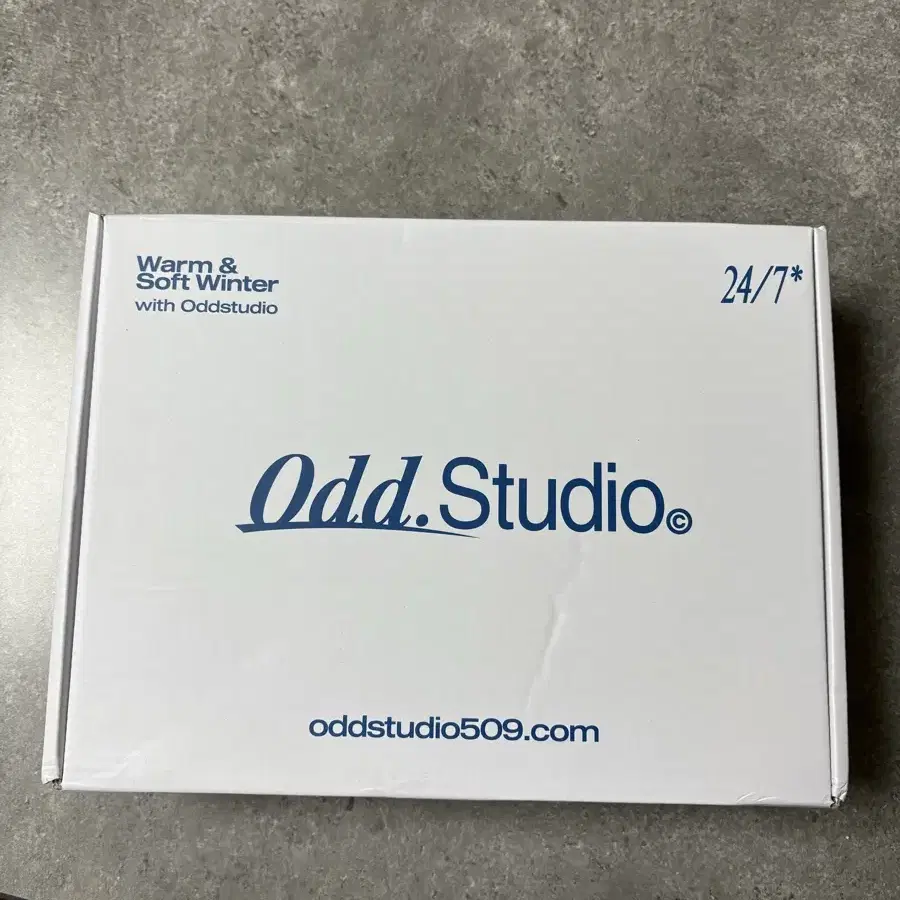 Warm &
Soft Winter
with Oddstudio
24/7*
Odd.Studio©
oddstudio509.com